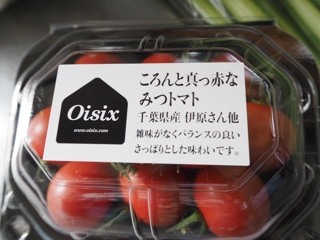 Oisix
www.oisix.com
ころんと真っ赤な
みつトマト
千葉県産 伊原さん他
雑味がなくバランスの良い
さっぱりとした味わいです。